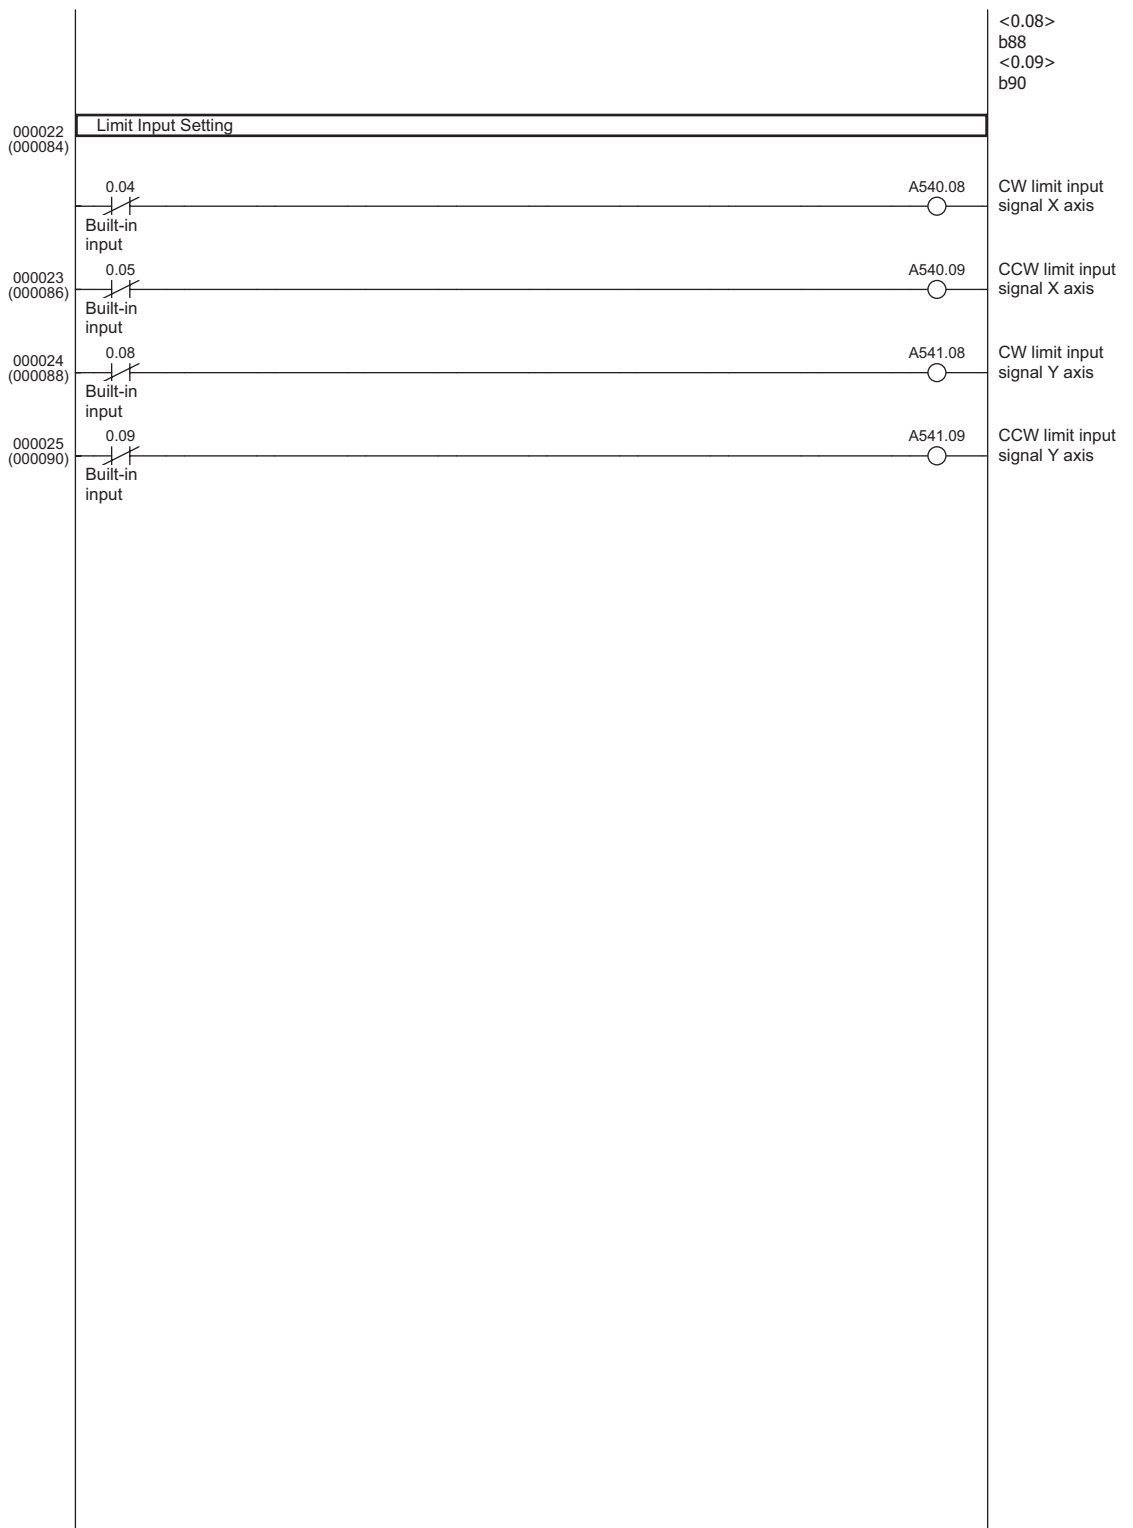 <0.08>
b88
<0.09>
b90
000022
(000084)
Limit Input Setting
0.04
Built-in
input
A540.08
CW limit input
signal X axis
000023
(000086)
0.05
Built-in
input
A540.09
CCW limit input
signal X axis
000024
(000088)
0.08
Built-in
input
A541.08
CW limit input
signal Y axis
000025
(000090)
0.09
Built-in
input
A541.09
CCW limit input
signal Y axis